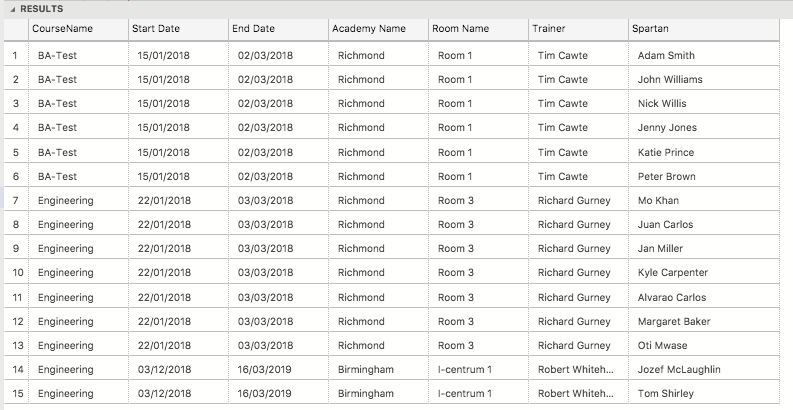 RESULTS
CourseName Start Date End Date Academy Name Room Name Trainer Spartan
1 BA-Test 15/01/2018 02/03/2018 Richmond Room 1 Tim Cawte Adam Smith
2 BA-Test 15/01/2018 02/03/2018 Richmond Room 1 Tim Cawte John Williams
3 BA-Test 15/01/2018 02/03/2018 Richmond Room 1 Tim Cawte Nick Willis
4 BA-Test 15/01/2018 02/03/2018 Richmond Room 1 Tim Cawte Jenny Jones
5 BA-Test 15/01/2018 02/03/2018 Richmond Room 1 Tim Cawte Katie Prince
6 BA-Test 15/01/2018 02/03/2018 Richmond Room 1 Tim Cawte Peter Brown
7 Engineering 22/01/2018 03/03/2018 Richmond Room 3 Richard Gurney Mo Khan
8 Engineering 22/01/2018 03/03/2018 Richmond Room 3 Richard Gurney Juan Carlos
9 Engineering 22/01/2018 03/03/2018 Richmond Room 3 Richard Gurney Jan Miller
10 Engineering 22/01/2018 03/03/2018 Richmond Room 3 Richard Gurney Kyle Carpenter
11 Engineering 22/01/2018 03/03/2018 Richmond Room 3 Richard Gurney Alvarao Carlos
12 Engineering 22/01/2018 03/03/2018 Richmond Room 3 Richard Gurney Margaret Baker
13 Engineering 22/01/2018 03/03/2018 Richmond Room 3 Richard Gurney Oti Mwase
14 Engineering 03/12/2018 16/03/2019 Birmingham I-centrum 1 Robert Whiteh... Jozef McLaughlin
15 Engineering 03/12/2018 16/03/2019 Birmingham I-centrum 1 Robert Whiteh... Tom Shirley